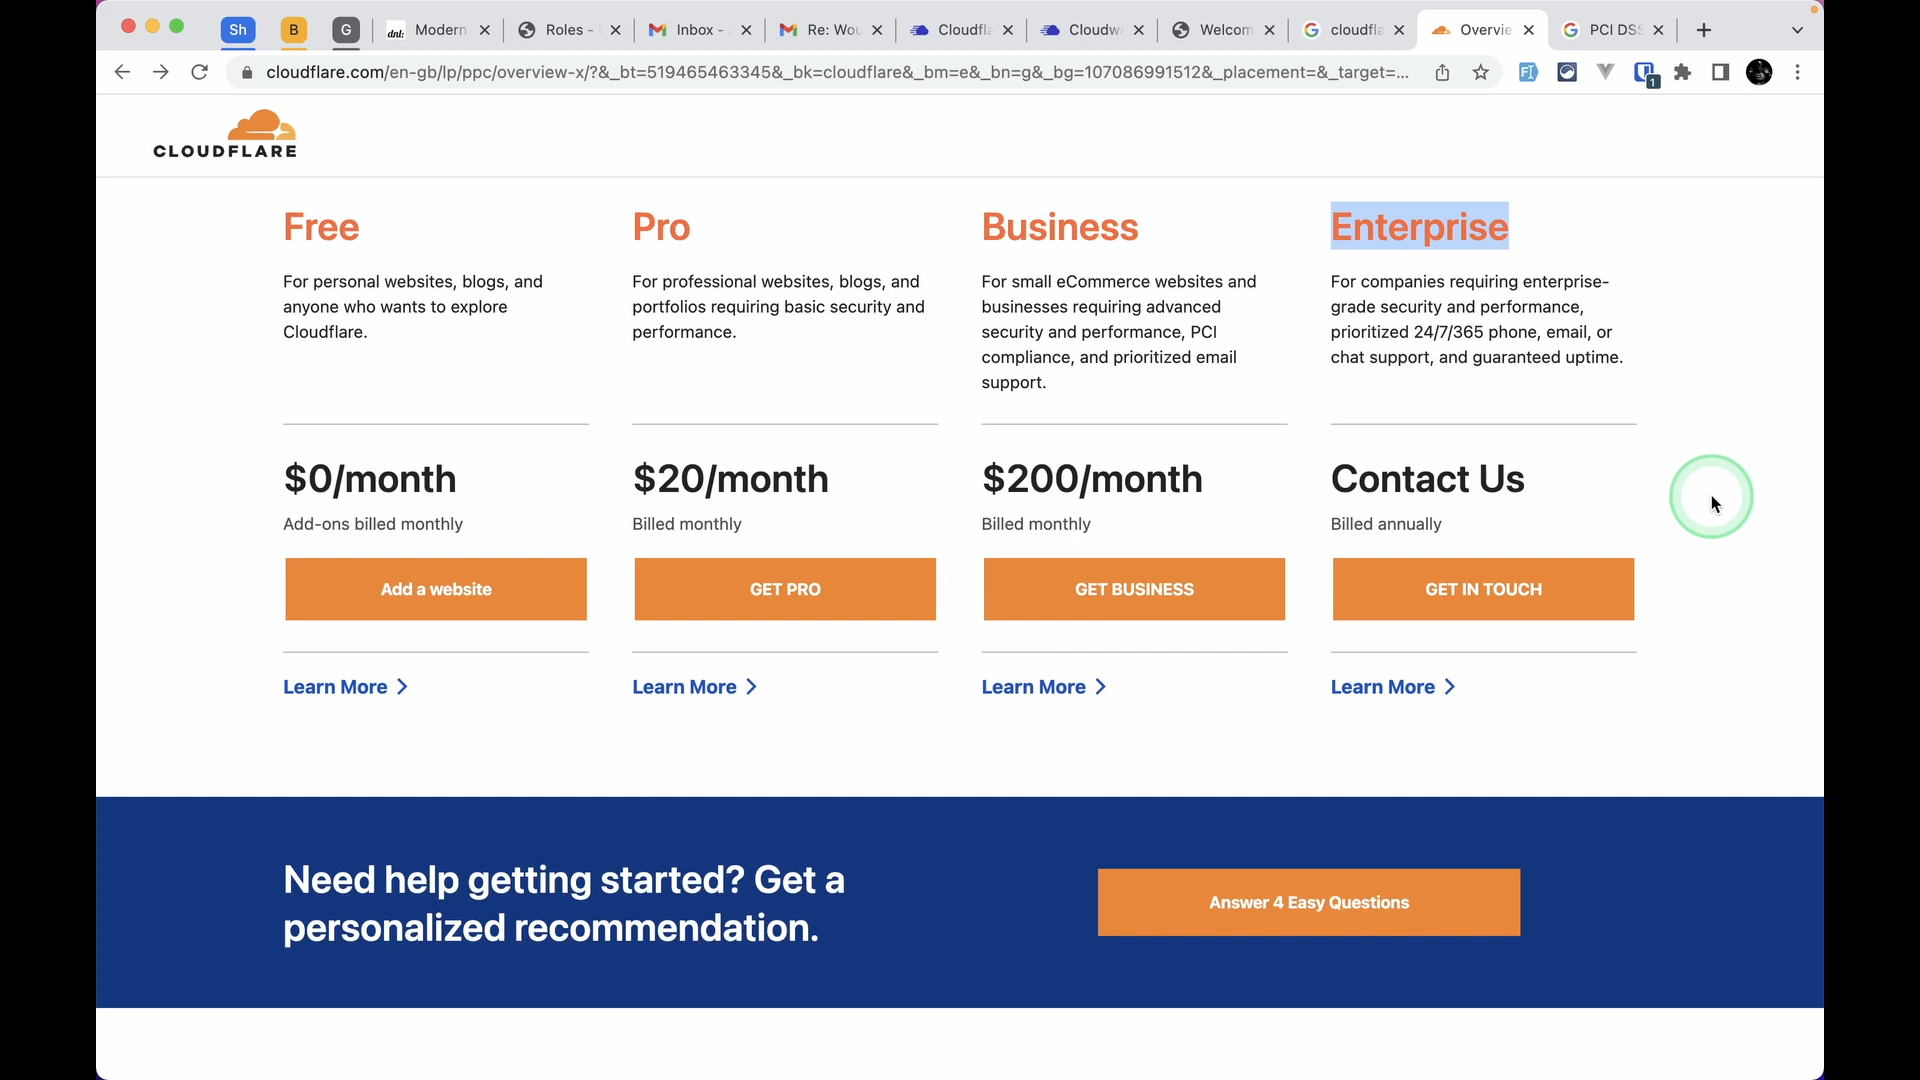 Sh
B
G
dnl:
Modern
Roles -
Inbox -
Re: Wou
Cloudfla
Cloudwa
Welcom
cloudfla
Overvie
PCI DSS
cloudflare.com/en-gb/lp/ppc/overview-x/?&_bt=519465463345&_bk=cloudflare&_bm=e&_bn=g&_bg=107086991512&_placement=&_target=...
1
CLOUDFLARE
Free
For personal websites, blogs, and
anyone who wants to explore
Cloudflare.
$0/month
Add-ons billed monthly
Add a website
Learn More
Pro
For professional websites, blogs, and
portfolios requiring basic security and
performance.
$20/month
Billed monthly
GET PRO
Learn More
Business
For small eCommerce websites and
businesses requiring advanced
security and performance, PCI
compliance, and prioritized email
support.
$200/month
Billed monthly
GET BUSINESS
Learn More
Enterprise
For companies requiring enterprise-
grade security and performance,
prioritized 24/7/365 phone, email, or
chat support, and guaranteed uptime.
Contact Us
Billed annually
GET IN TOUCH
Learn More
Need help getting started? Get a
personalized recommendation.
Answer 4 Easy Questions